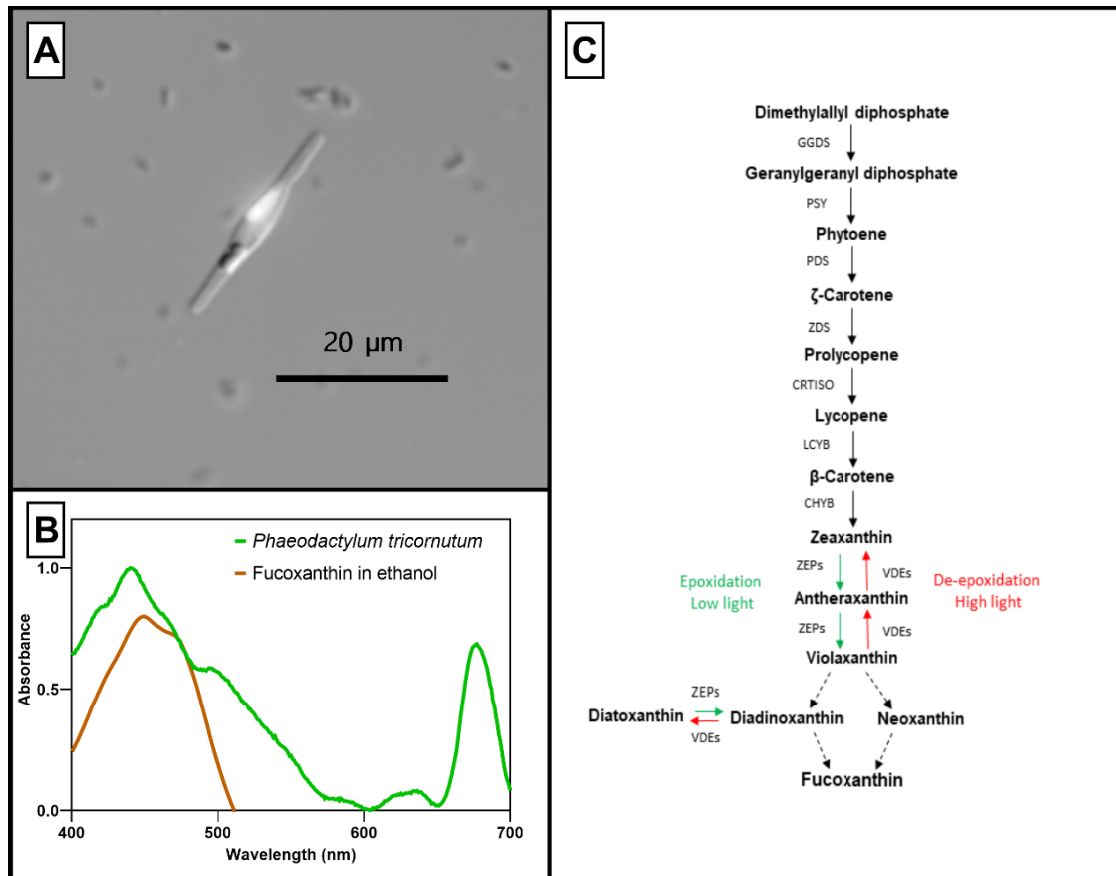 A
20 µm
B
Phaeodactylum tricornutum
Fucoxanthin in ethanol
1.0
0.5
0.0
Absorbance
400 500 600 700
Wavelength (nm)
C
Dimethylallyl diphosphate
GGDS
Geranylgeranyl diphosphate
PSY
Phytoene
PDS
ζ-Carotene
ZDS
Prolycopene
CRTISO
Lycopene
LCYB
β-Carotene
CHYB
Zeaxanthin
Epoxidation
Low light
ZEPs VDEs
De-epoxidation
High light
Antheraxanthin
ZEPs VDEs
Violaxanthin
ZEPs
Diatoxanthin Diadinoxanthin Neoxanthin
VDEs
Fucoxanthin